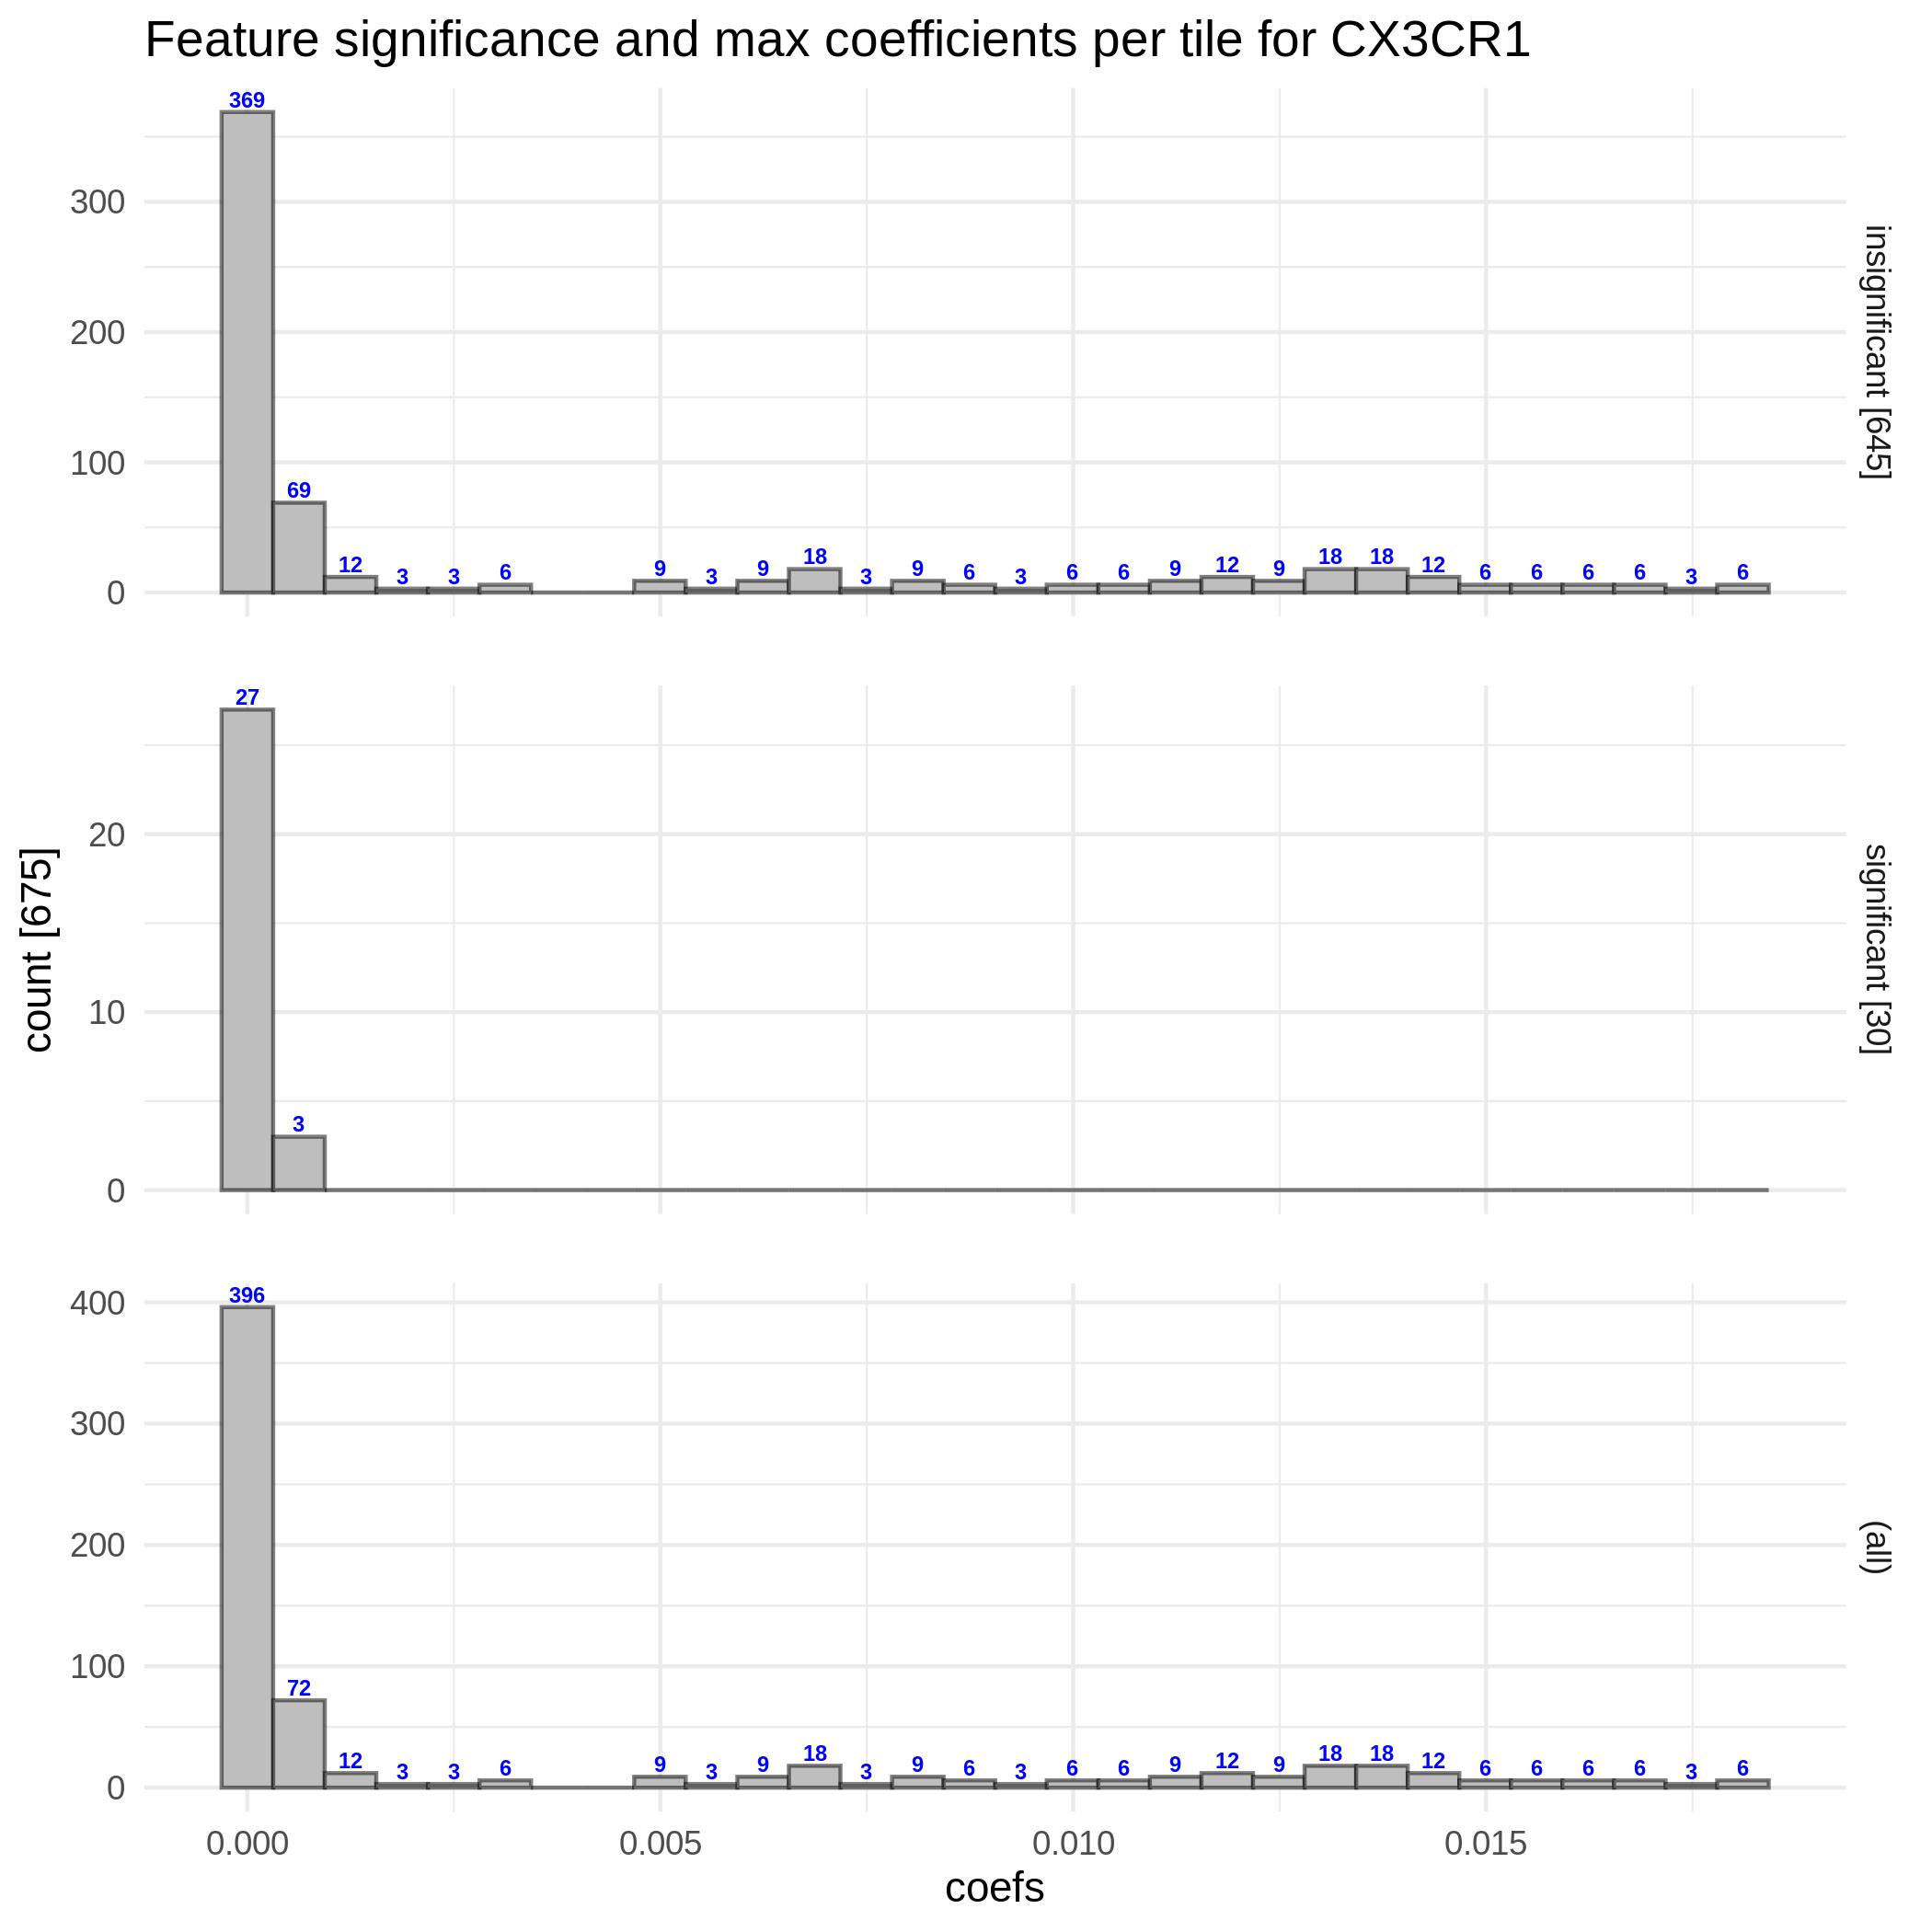 Feature significance and max coefficients per tile for CX3CR1
369
300
200
100
0
69
12 3 3 6 9 3 9 18 3 9 6 3 6 6 9 12 9 18 18 12 6 6 6 6 3 6
insignificant [645]
27
20
10
0
3
significant [30]
count [675]
396
400
300
200
100
0
72
12 3 3 6 9 3 9 18 3 9 6 3 6 6 9 12 9 18 18 12 6 6 6 6 3 6
(all)
0.000 0.005 0.010 0.015
coefs